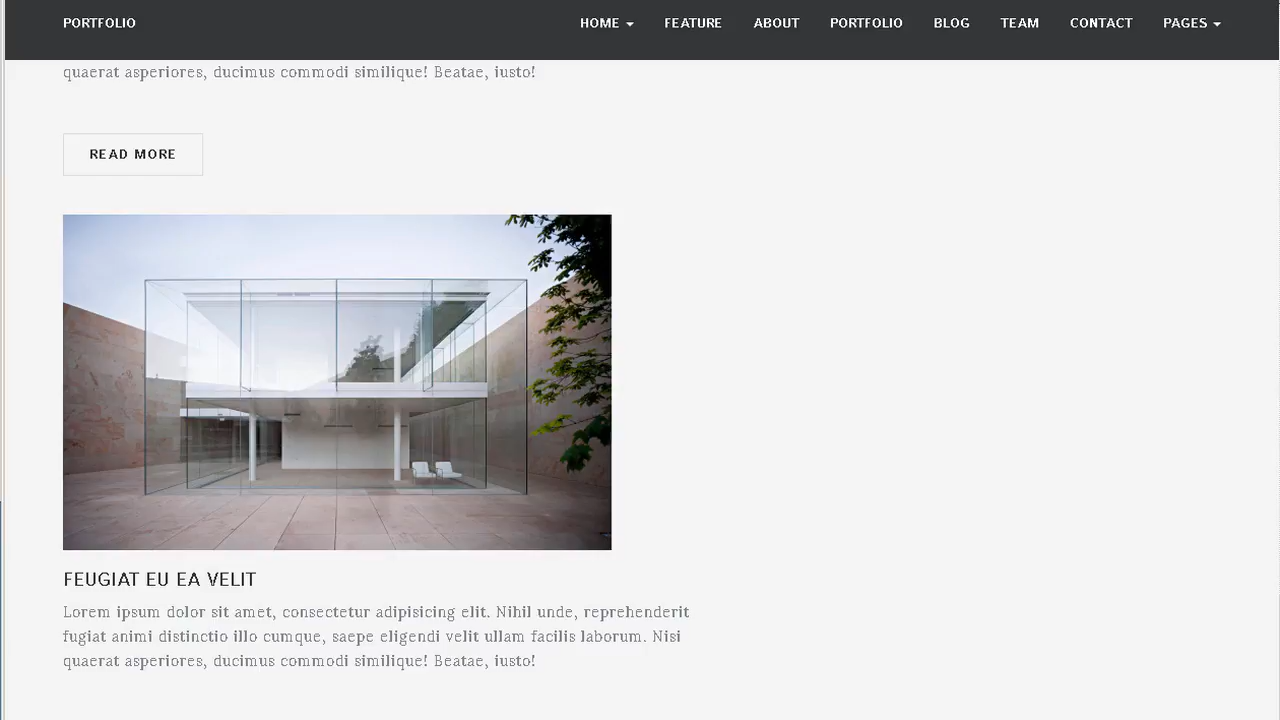 PORTFOLIO HOME FEATURE ABOUT PORTFOLIO BLOG TEAM CONTACT PAGES
quaerat asperiores, ducimus commodi similique! Beatae, iusto!
READ MORE
FEUGIAT EU EA VELIT
Lorem ipsum dolor sit amet, consectetur adipisicing elit. Nihil unde, reprehenderit
fugiat animi distinctio illo cumque, saepe eligendi velit ullam facilis laborum. Nisi
quaerat asperiores, ducimus commodi similique! Beatae, iusto!